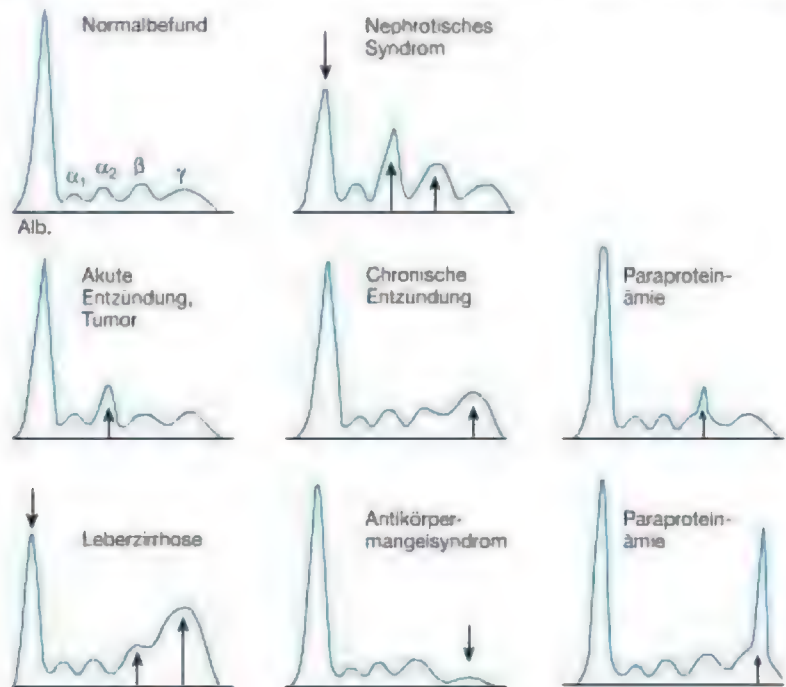 Normalbefund
α₁
α₂
β
γ
Alb.
Nephrotisches
Syndrom
Akute
Entzündung,
Tumor
Chronische
Entzündung
Paraprotein-
ämie
Leberzirrhose
Antikörper-
mangelsyndrom
Paraprotein-
ämie